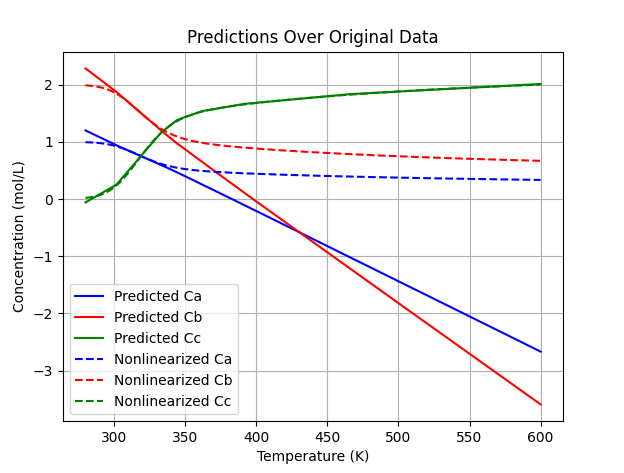 Predictions Over Original Data
Concentration (mol/L)
2
1
0
−1
−2
−3
Predicted Ca
Predicted Cb
Predicted Cc
Nonlinearized Ca
Nonlinearized Cb
Nonlinearized Cc
300 350 400 450 500 550 600
Temperature (K)